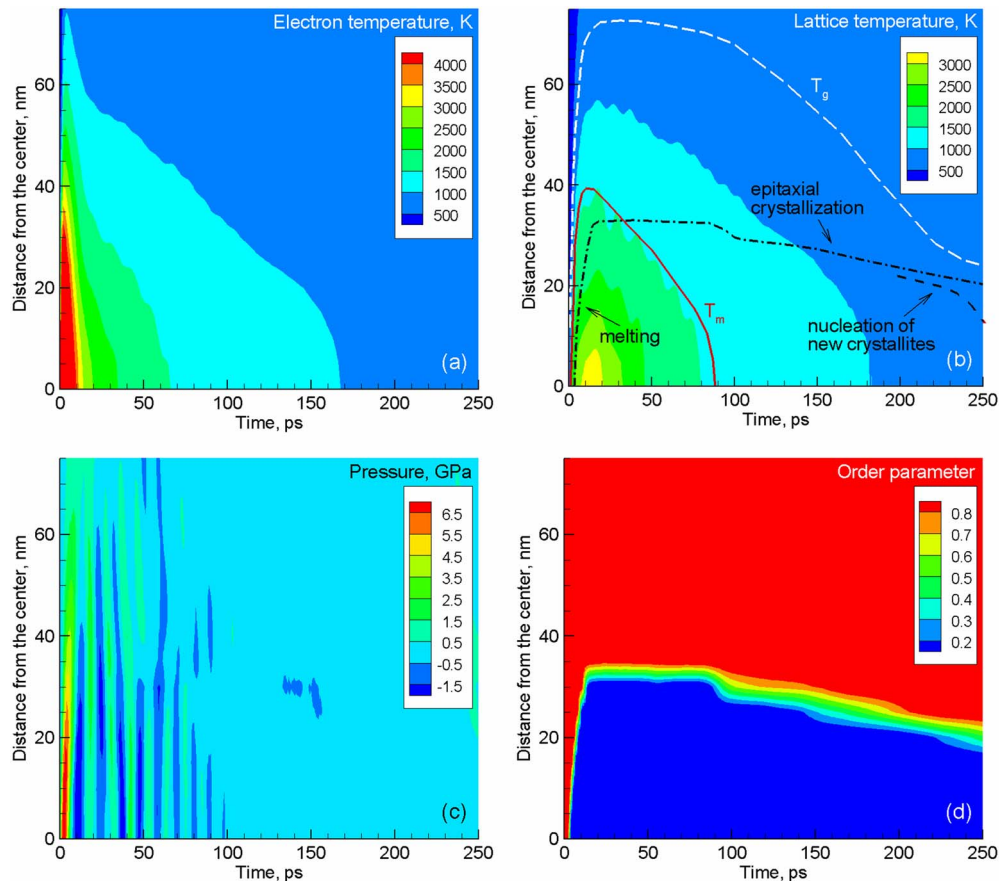 Electron temperature, K
4000
3500
3000
2500
2000
1500
1000
500
(a)
Distance from the center, nm
60
40
20
0
0 50 100 150 200 250
Time, ps
Lattice temperature, K
3000
2500
2000
1500
1000
500
Tg
epitaxial
crystallization
Tm
melting
nucleation of
new crystallites
(b)
Distance from the center, nm
60
40
20
0
0 50 100 150 200 250
Time, ps
Pressure, GPa
6.5
5.5
4.5
3.5
2.5
1.5
0.5
-0.5
-1.5
(c)
Distance from the center, nm
60
40
20
0
0 50 100 150 200 250
Time, ps
Order parameter
0.8
0.7
0.6
0.5
0.4
0.3
0.2
(d)
Distance from the center, nm
60
40
20
0
0 50 100 150 200 250
Time, ps